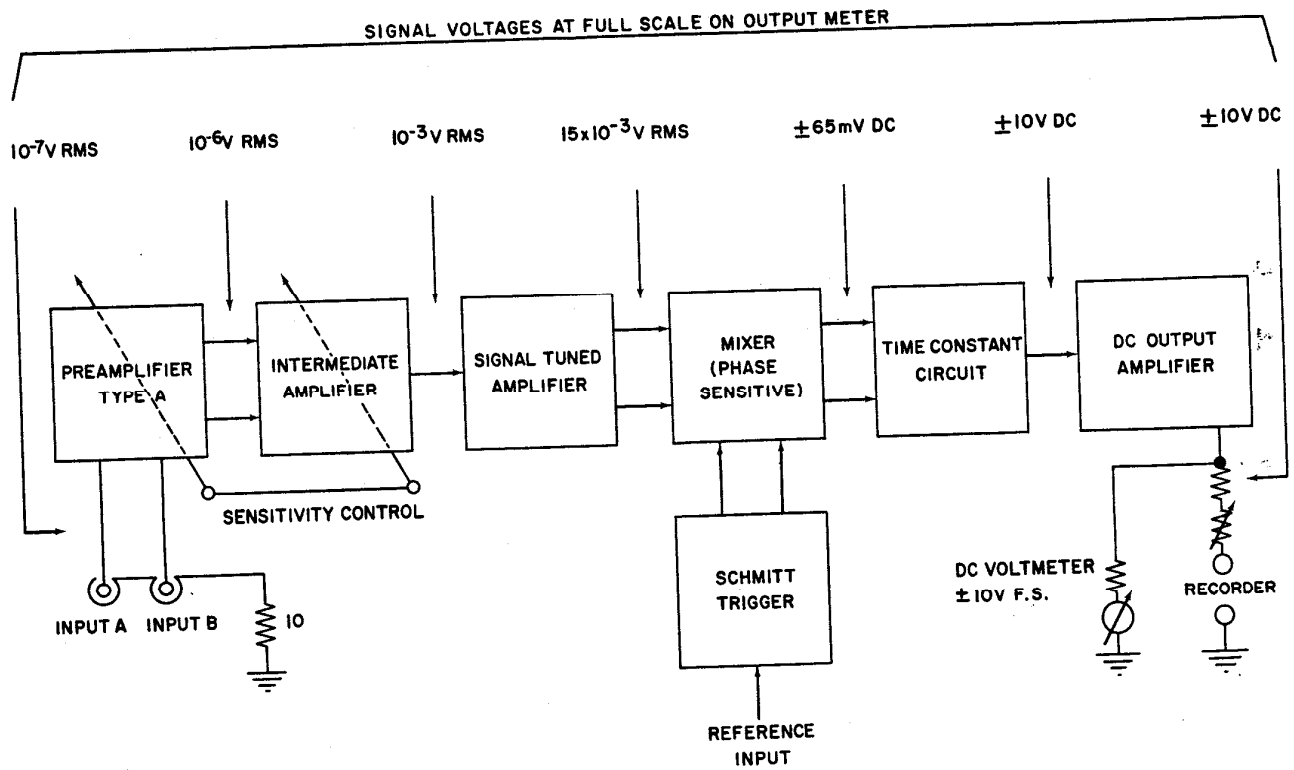 SIGNAL VOLTAGES AT FULL SCALE ON OUTPUT METER
10⁻⁷V RMS
10⁻⁶V RMS
10⁻³V RMS
15x10⁻³V RMS
±65mV DC
±10V DC
±10V DC
PREAMPLIFIER
TYPE A
INTERMEDIATE
AMPLIFIER
SIGNAL TUNED
AMPLIFIER
MIXER
(PHASE
SENSITIVE)
TIME CONSTANT
CIRCUIT
DC OUTPUT
AMPLIFIER
SENSITIVITY CONTROL
INPUT A
INPUT B
10
SCHMITT
TRIGGER
REFERENCE
INPUT
DC VOLTMETER
±10V F.S.
RECORDER